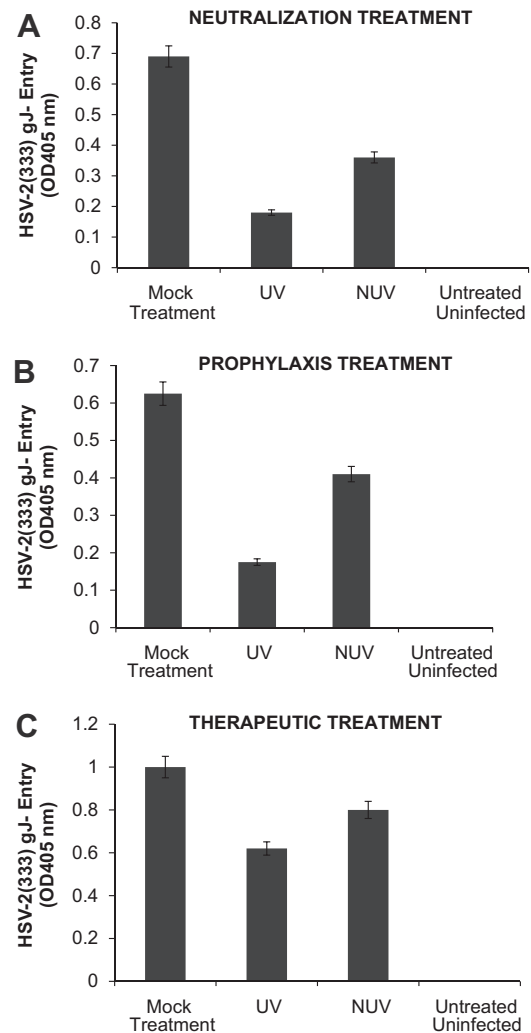 A
NEUTRALIZATION TREATMENT
HSV-2(333) gJ- Entry
(OD405 nm)
0.8
0.7
0.6
0.5
0.4
0.3
0.2
0.1
0
Mock
Treatment
UV
NUV
Untreated
Uninfected
B
PROPHYLAXIS TREATMENT
HSV-2(333) gJ- Entry
(OD405 nm)
0.7
0.6
0.5
0.4
0.3
0.2
0.1
0
Mock
Treatment
UV
NUV
Untreated
Uninfected
C
THERAPEUTIC TREATMENT
HSV-2(333) gJ- Entry
(OD405 nm)
1.2
1
0.8
0.6
0.4
0.2
0
Mock
Treatment
UV
NUV
Untreated
Uninfected